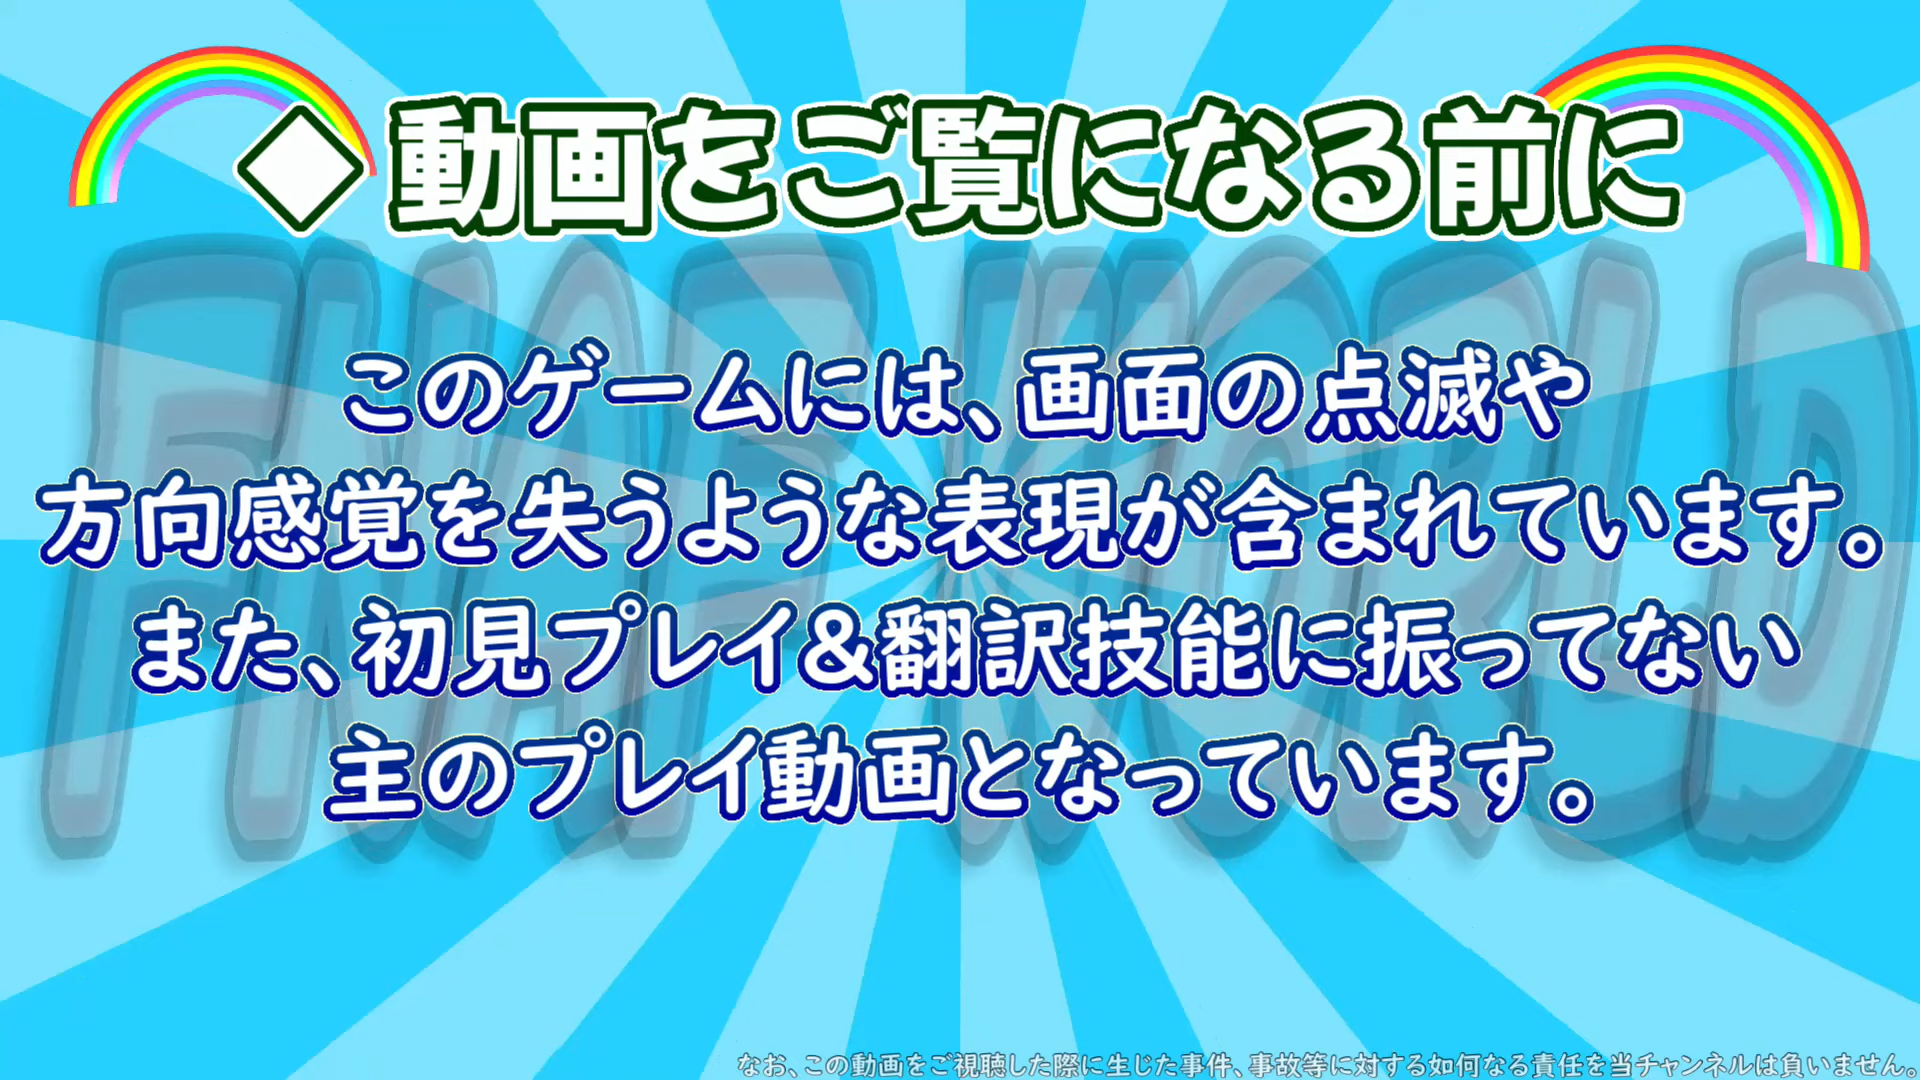 ◆ 動画をご覧になる前に
FNAF WORLD
このゲームには、画面の点滅や
方向感覚を失うような表現が含まれています。
また、初見プレイ&翻訳技能に振ってない
主のプレイ動画となっています。
なお、この動画をご視聴した際に生じた事件、事故等に対する如何なる責任を当チャンネルは負いません。